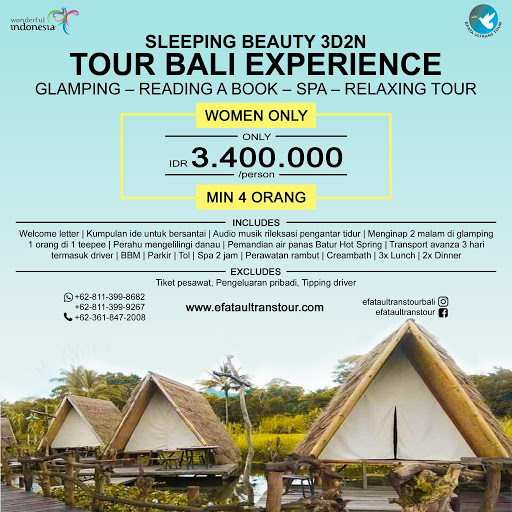 wonderful
indonesia
EFATA ULTRANS TOUR
SLEEPING BEAUTY 3D2N
TOUR BALI EXPERIENCE
GLAMPING – READING A BOOK – SPA – RELAXING TOUR
WOMEN ONLY
ONLY
IDR 3.400.000
/person
MIN 4 ORANG
INCLUDES
Welcome letter | Kumpulan ide untuk bersantai | Audio musik rileksasi pengantar tidur | Menginap 2 malam di glamping
1 orang di 1 teepee | Perahu mengelilingi danau | Pemandian air panas Batur Hot Spring | Transport avanza 3 hari
termasuk driver | BBM | Parkir | Tol | Spa 2 jam | Perawatan rambut | Creambath | 3x Lunch | 2x Dinner
EXCLUDES
Tiket pesawat, Pengeluaran pribadi, Tipping driver
+62-811-399-8682
+62-811-399-9267
+62-361-847-2008
www.efataultranstour.com
efataultranstourbali
efataultranstour